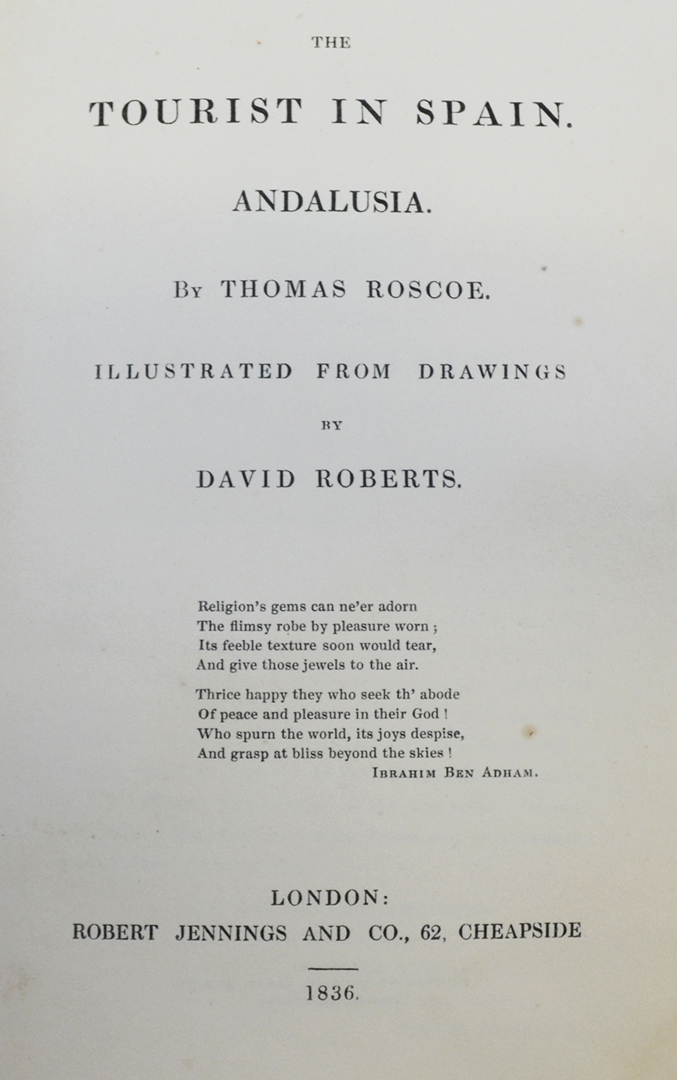 THE
TOURIST IN SPAIN.
ANDALUSIA.
By THOMAS ROSCOE.
ILLUSTRATED FROM DRAWINGS
BY
DAVID ROBERTS.
Religion's gems can ne'er adorn
The flimsy robe by pleasure worn ;
Its feeble texture soon would tear,
And give those jewels to the air.
Thrice happy they who seek th' abode
Of peace and pleasure in their God !
Who spurn the world, its joys despise,
And grasp at bliss beyond the skies !
Ibrahim Ben Adham.
LONDON:
ROBERT JENNINGS AND CO., 62, CHEAPSIDE
1836.